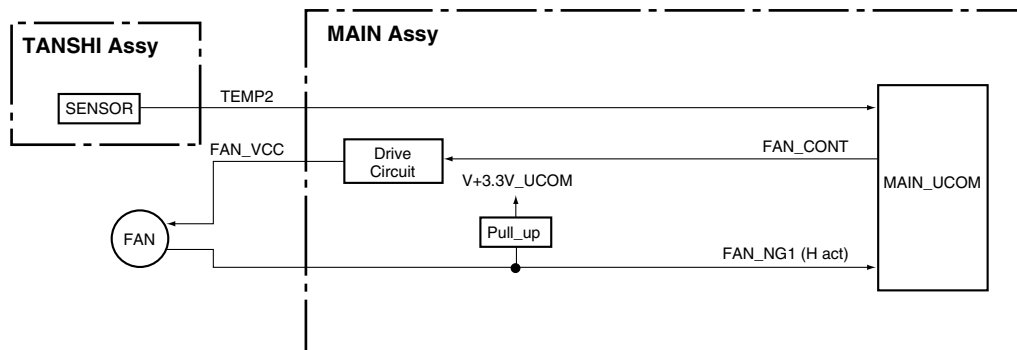 TANSHI Assy
MAIN Assy
SENSOR
TEMP2
FAN_VCC
Drive
Circuit
FAN_CONT
V+3.3V_UCOM
MAIN_UCOM
FAN
Pull_up
FAN_NG1 (H act)